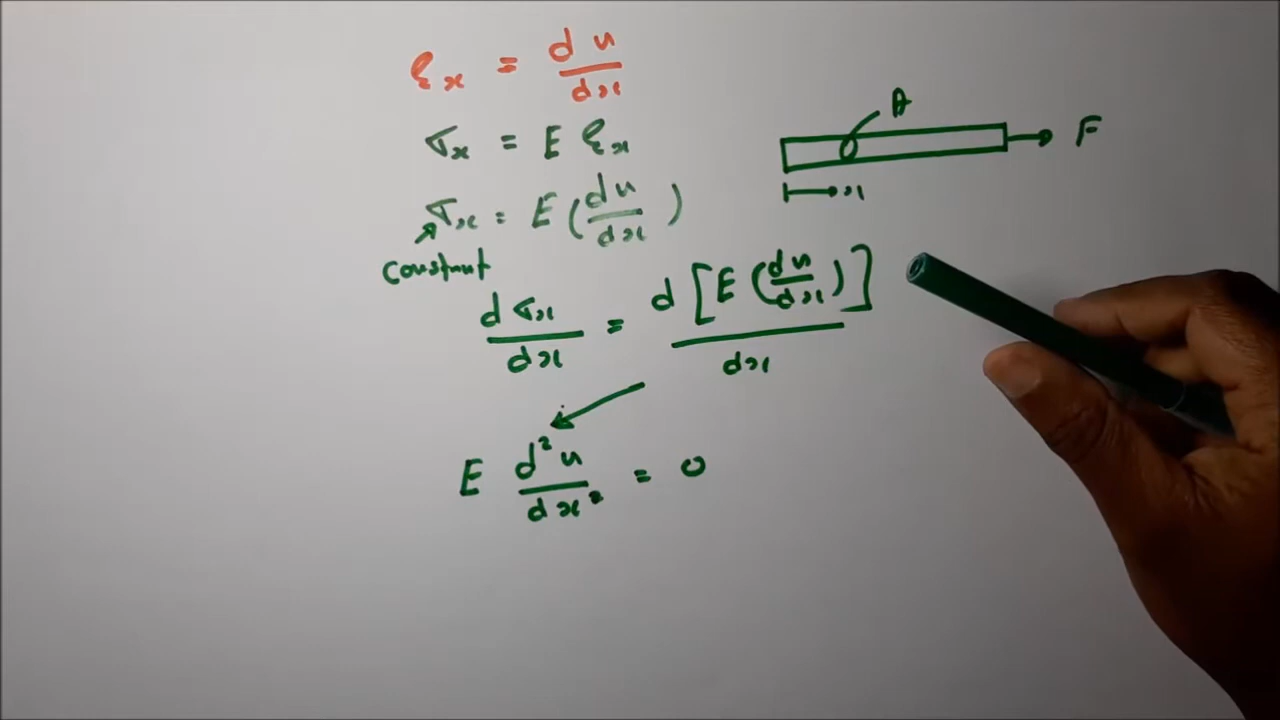 εx = du/dx
σx = E εx
A
F
σx = E (du/dx)
x
constant
dσx/dx = d[E (du/dx)]/dx
E d²u/dx² = 0